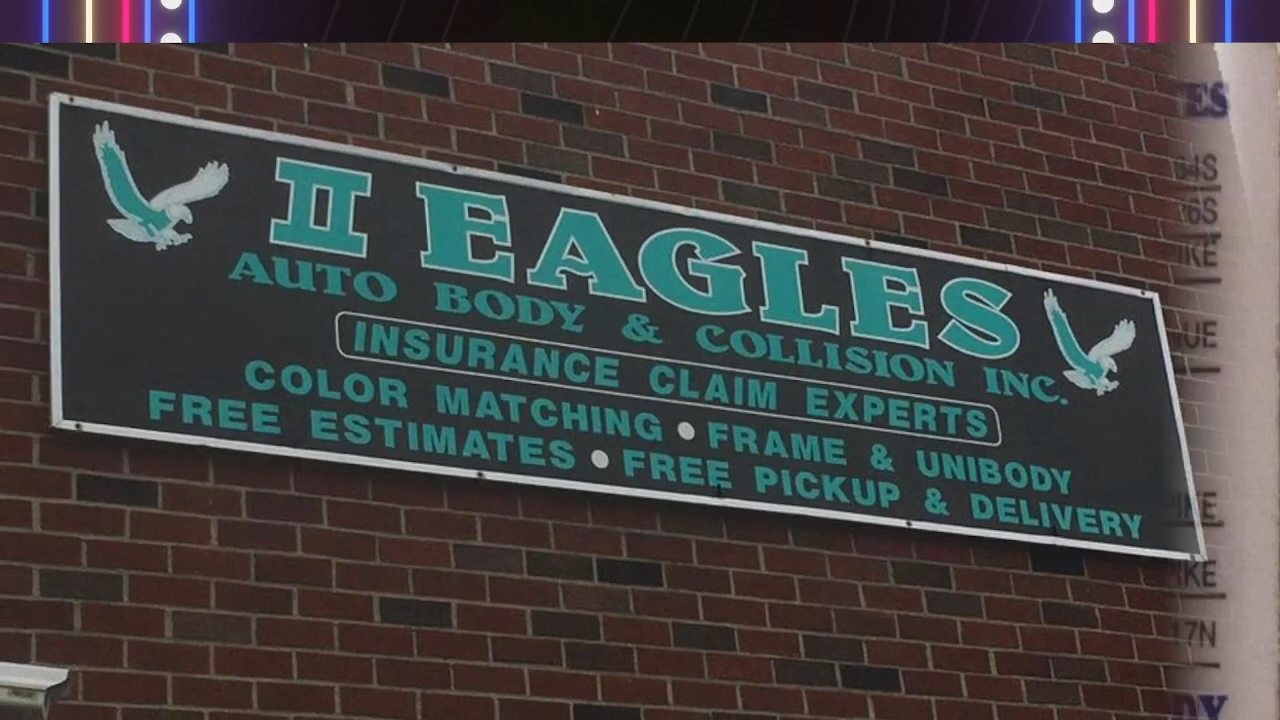 II EAGLES
AUTO BODY & COLLISION INC.
INSURANCE CLAIM EXPERTS
COLOR MATCHING • FRAME & UNIBODY
FREE ESTIMATES • FREE PICKUP & DELIVERY